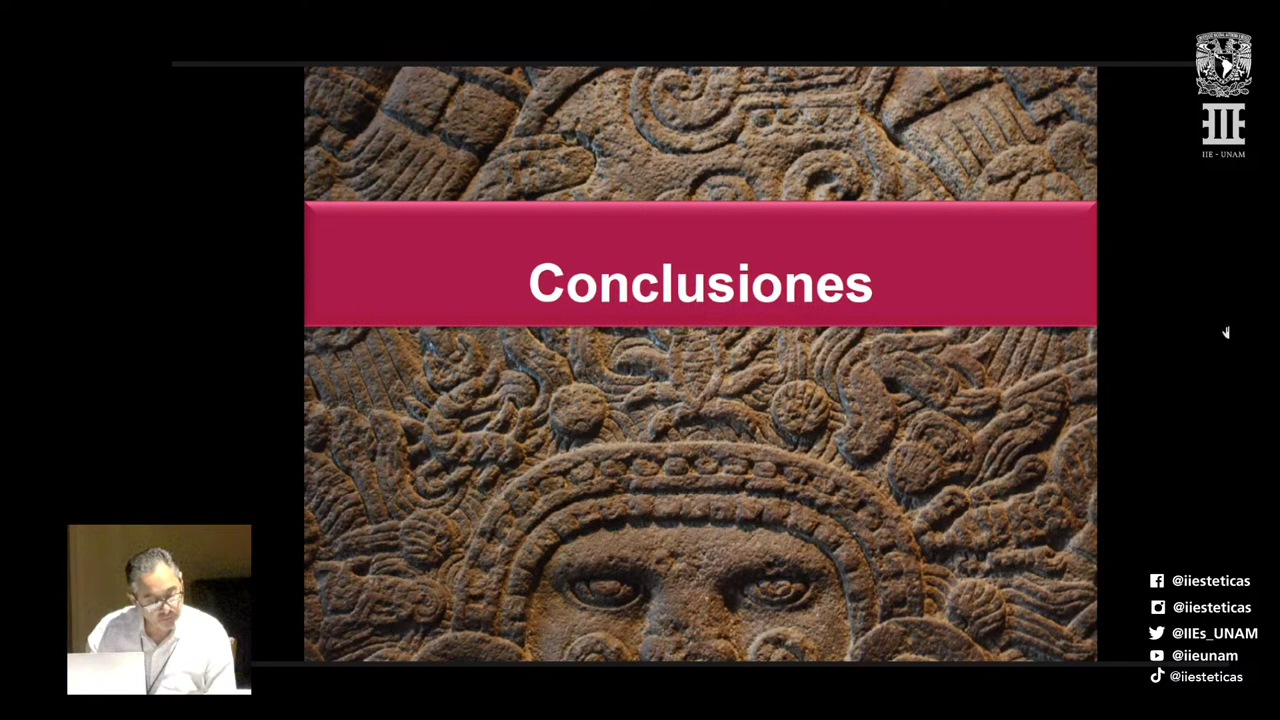 IIE - UNAM
Conclusiones
@iiesteticas
@iiesteticas
@IIEs_UNAM
@iieunam
@iiesteticas